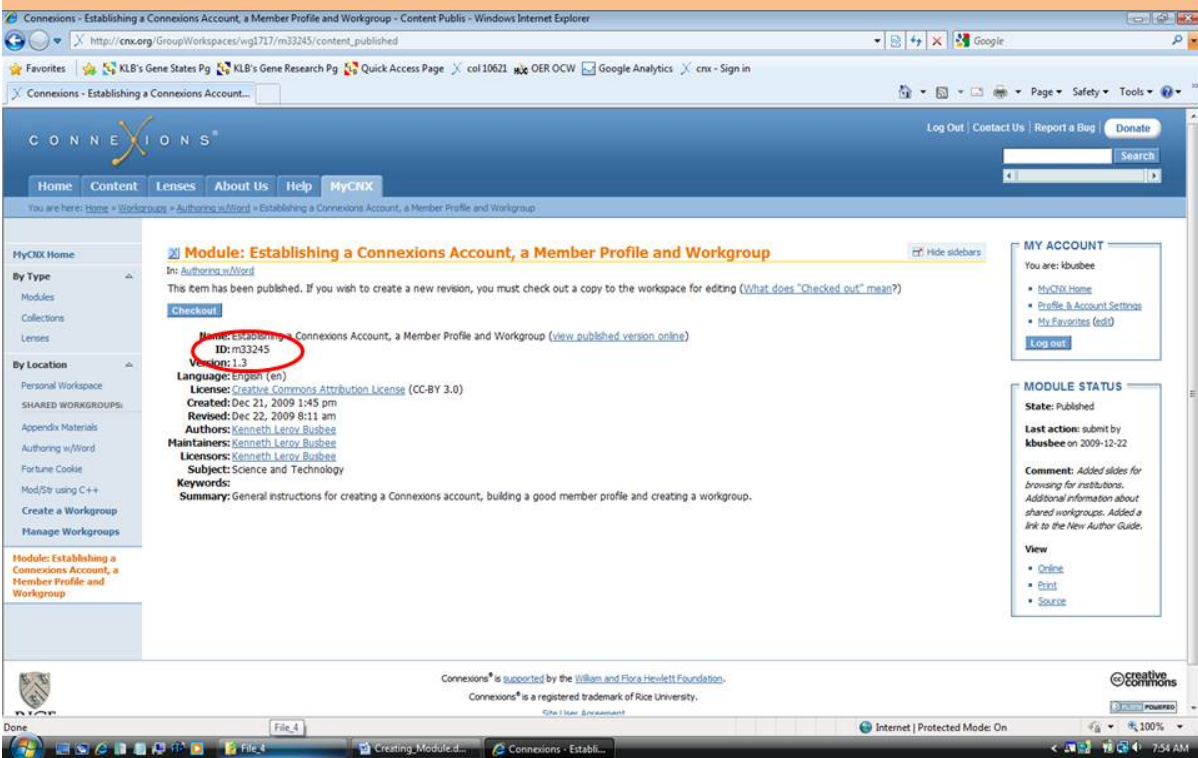 Connexions - Establishing a Connexions Account, a Member Profile and Workgroup - Content Publis - Windows Internet Explorer
http://cnx.org/GroupWorkspaces/wg1717/m33245/content_published
Google
Favorites KLB's Gene States Pg KLB's Gene Research Pg Quick Access Page col10621 OER OCW Google Analytics cnx - Sign in
Connexions - Establishing a Connexions Account...
Page Safety Tools
CONNEXIONS®
Log Out | Contact Us | Report a Bug | Donate
Search
Home Content Lenses About Us Help MyCNX
You are here: Home » Workgroups » Authoring w/Word » Establishing a Connexions Account, a Member Profile and Workgroup
MyCNX Home
By Type
Modules
Collections
Lenses
By Location
Personal Workspace
SHARED WORKGROUPS:
Appendix Materials
Authoring w/Word
Fortune Cookie
Mod/Str using C++
Create a Workgroup
Manage Workgroups
Module: Establishing a
Connexions Account, a
Member Profile and
Workgroup
Module: Establishing a Connexions Account, a Member Profile and Workgroup
Hide sidebars
In: Authoring w/Word
This item has been published. If you wish to create a new revision, you must check out a copy to the workspace for editing (What does "Checked out" mean?)
Checkout
Name: Establishing a Connexions Account, a Member Profile and Workgroup (view published version online)
ID: m33245
Version: 1.3
Language: English (en)
License: Creative Commons Attribution License (CC-BY 3.0)
Created: Dec 21, 2009 1:45 pm
Revised: Dec 22, 2009 8:11 am
Authors: Kenneth Leroy Busbee
Maintainers: Kenneth Leroy Busbee
Licensors: Kenneth Leroy Busbee
Subject: Science and Technology
Keywords:
Summary: General instructions for creating a Connexions account, building a good member profile and creating a workgroup.
MY ACCOUNT
You are: kbusbee
MyCNX Home
Profile & Account Settings
My Favorites (edit)
Log out
MODULE STATUS
State: Published
Last action: submit by
kbusbee on 2009-12-22
Comment: Added slides for
browsing for institutions.
Additional information about
shared workgroups. Added a
link to the New Author Guide.
View
Online
Print
Source
Connexions® is supported by the William and Flora Hewlett Foundation.
Connexions® is a registered trademark of Rice University.
Site User Agreement
RICE
creative commons
POWERED
Done
File_4
Internet | Protected Mode: On
100%
File_4
Creating_Module.d...
Connexions - Establi...
7:54 AM